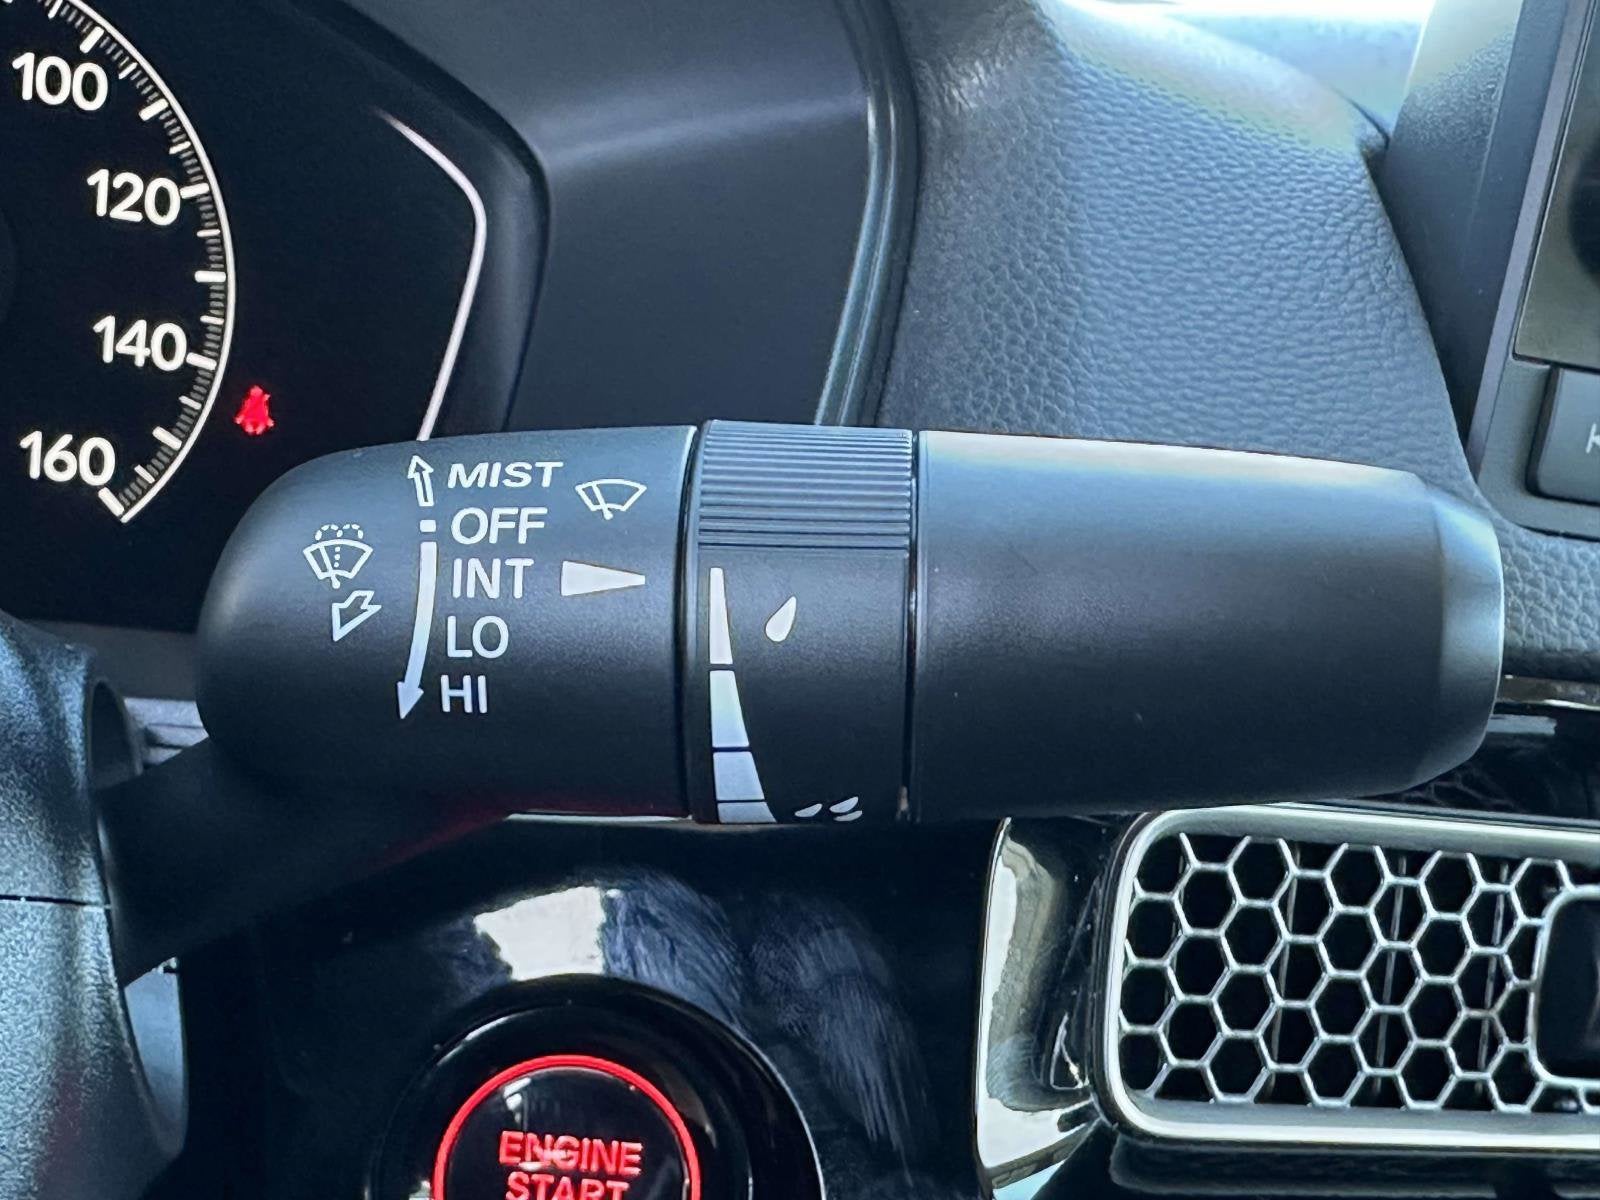 100
120
140
160
MIST
OFF
INT
LO
HI
ENGINE
START